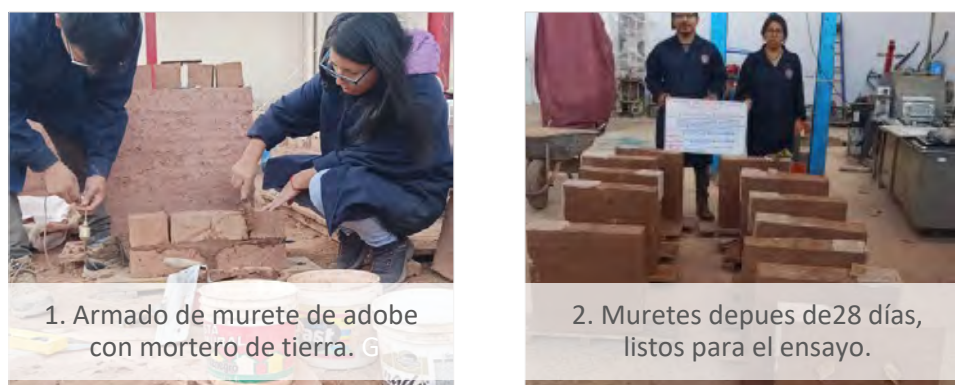 1. Armado de murete de adobe
con mortero de tierra.
2. Muretes depues de28 días,
listos para el ensayo.